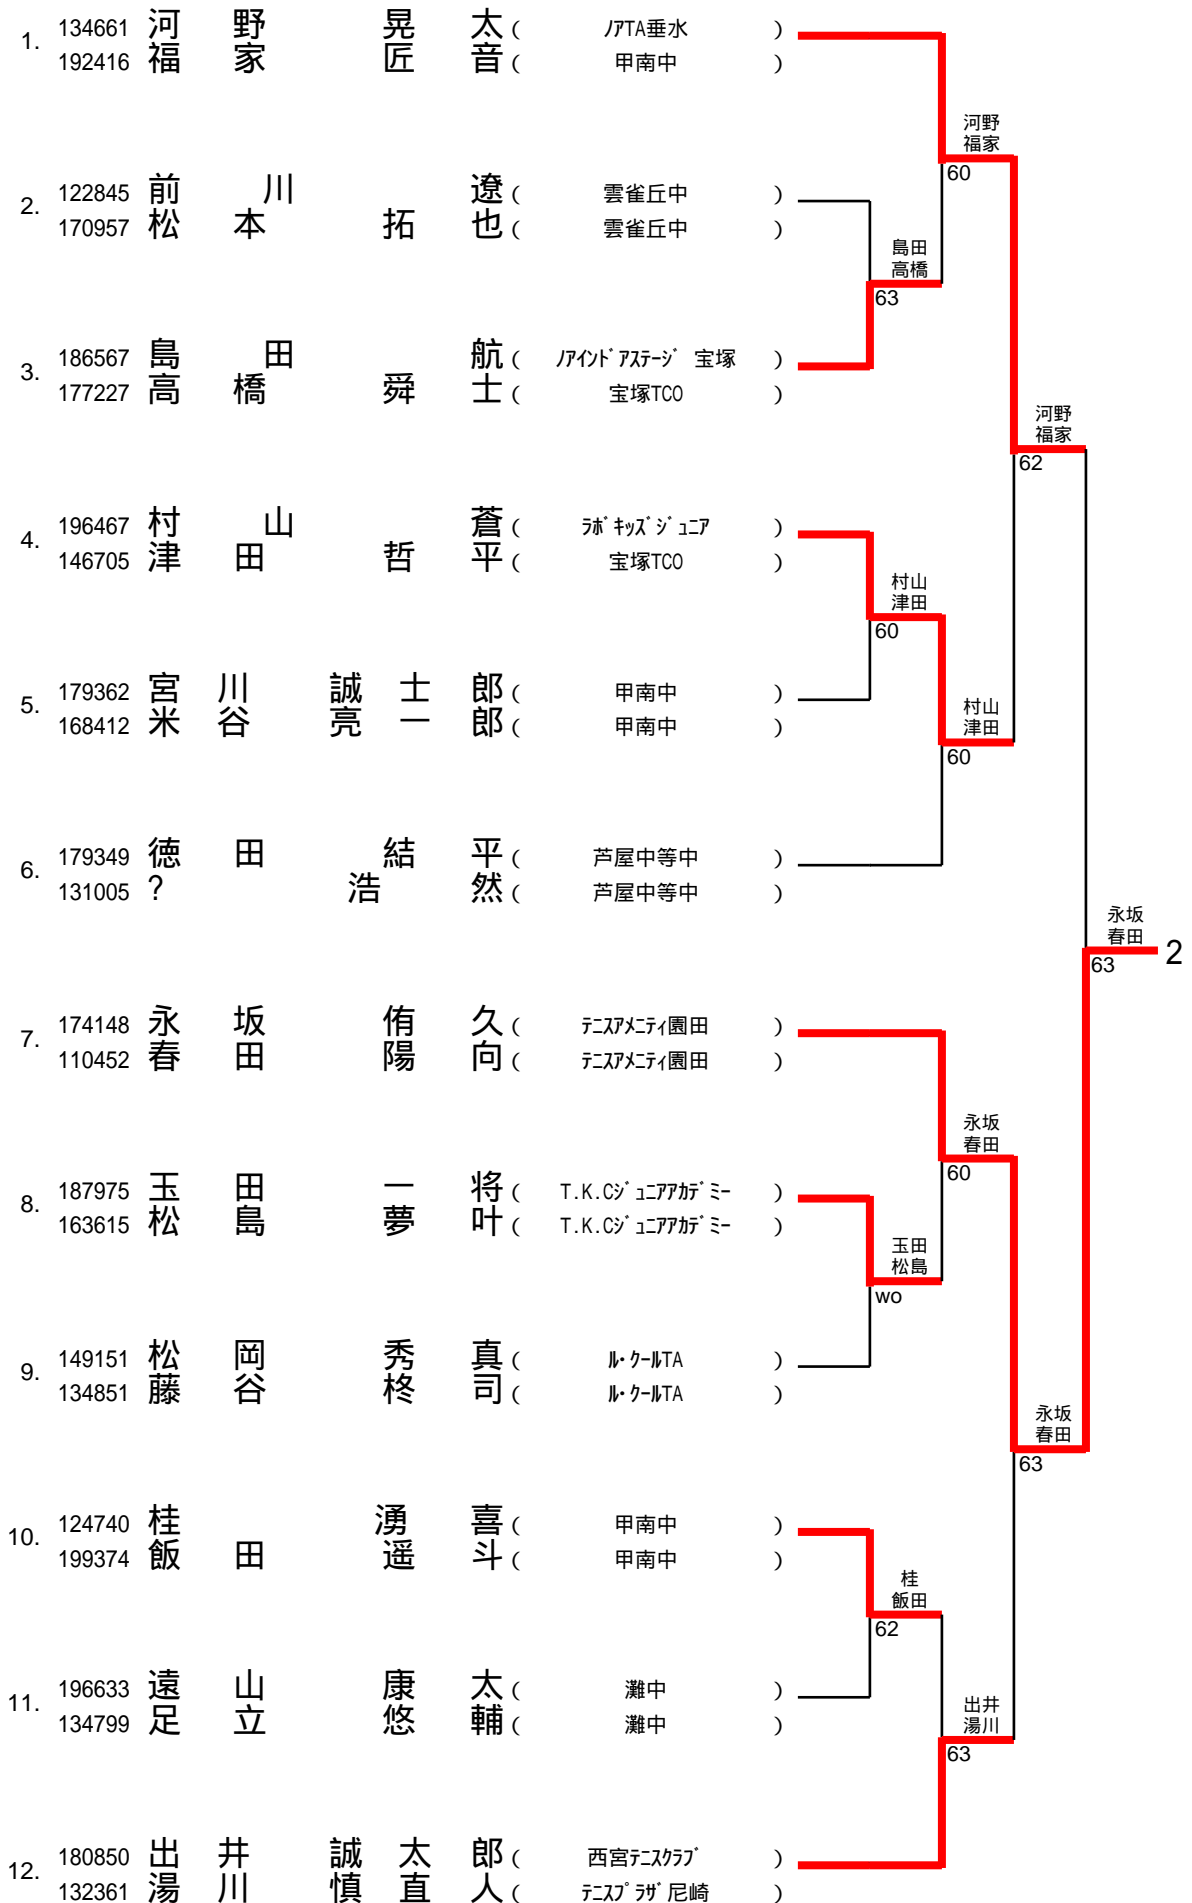 1. 134661 河野 晃太 ( ノアTA垂水 )
192416 福家 匠音 ( 甲南中 )
河野
福家
60
2. 122845 前川 遼 ( 雲雀丘中 )
170957 松本 拓也 ( 雲雀丘中 )
島田
高橋
63
3. 186567 島田 航 ( ノアインドアステージ 宝塚 )
177227 高橋 舜士 ( 宝塚TCO )
河野
福家
62
4. 196467 村山 蒼 ( ラボキッズジュニア )
146705 津田 哲平 ( 宝塚TCO )
村山
津田
60
5. 179362 宮川 誠士郎 ( 甲南中 )
168412 米谷 亮一郎 ( 甲南中 )
村山
津田
60
6. 179349 徳田 結平 ( 芦屋中等中 )
131005 ? 浩然 ( 芦屋中等中 )
永坂
春田
63 2
7. 174148 永坂 侑久 ( テニスアメニティ園田 )
110452 春田 陽向 ( テニスアメニティ園田 )
永坂
春田
60
8. 187975 玉田 一将 ( T.K.Cジュニアアカデミー )
163615 松島 夢叶 ( T.K.Cジュニアアカデミー )
玉田
松島
wo
9. 149151 松岡 秀真 ( ル・クールTA )
134851 藤谷 柊司 ( ル・クールTA )
永坂
春田
63
10. 124740 桂 湧喜 ( 甲南中 )
199374 飯田 遥斗 ( 甲南中 )
桂
飯田
62
11. 196633 遠山 康太 ( 灘中 )
134799 足立 悠輔 ( 灘中 )
出井
湯川
63
12. 180850 出井 誠太郎 ( 西宮テニスクラブ )
132361 湯川 慎直人 ( テニスプラザ尼崎 )